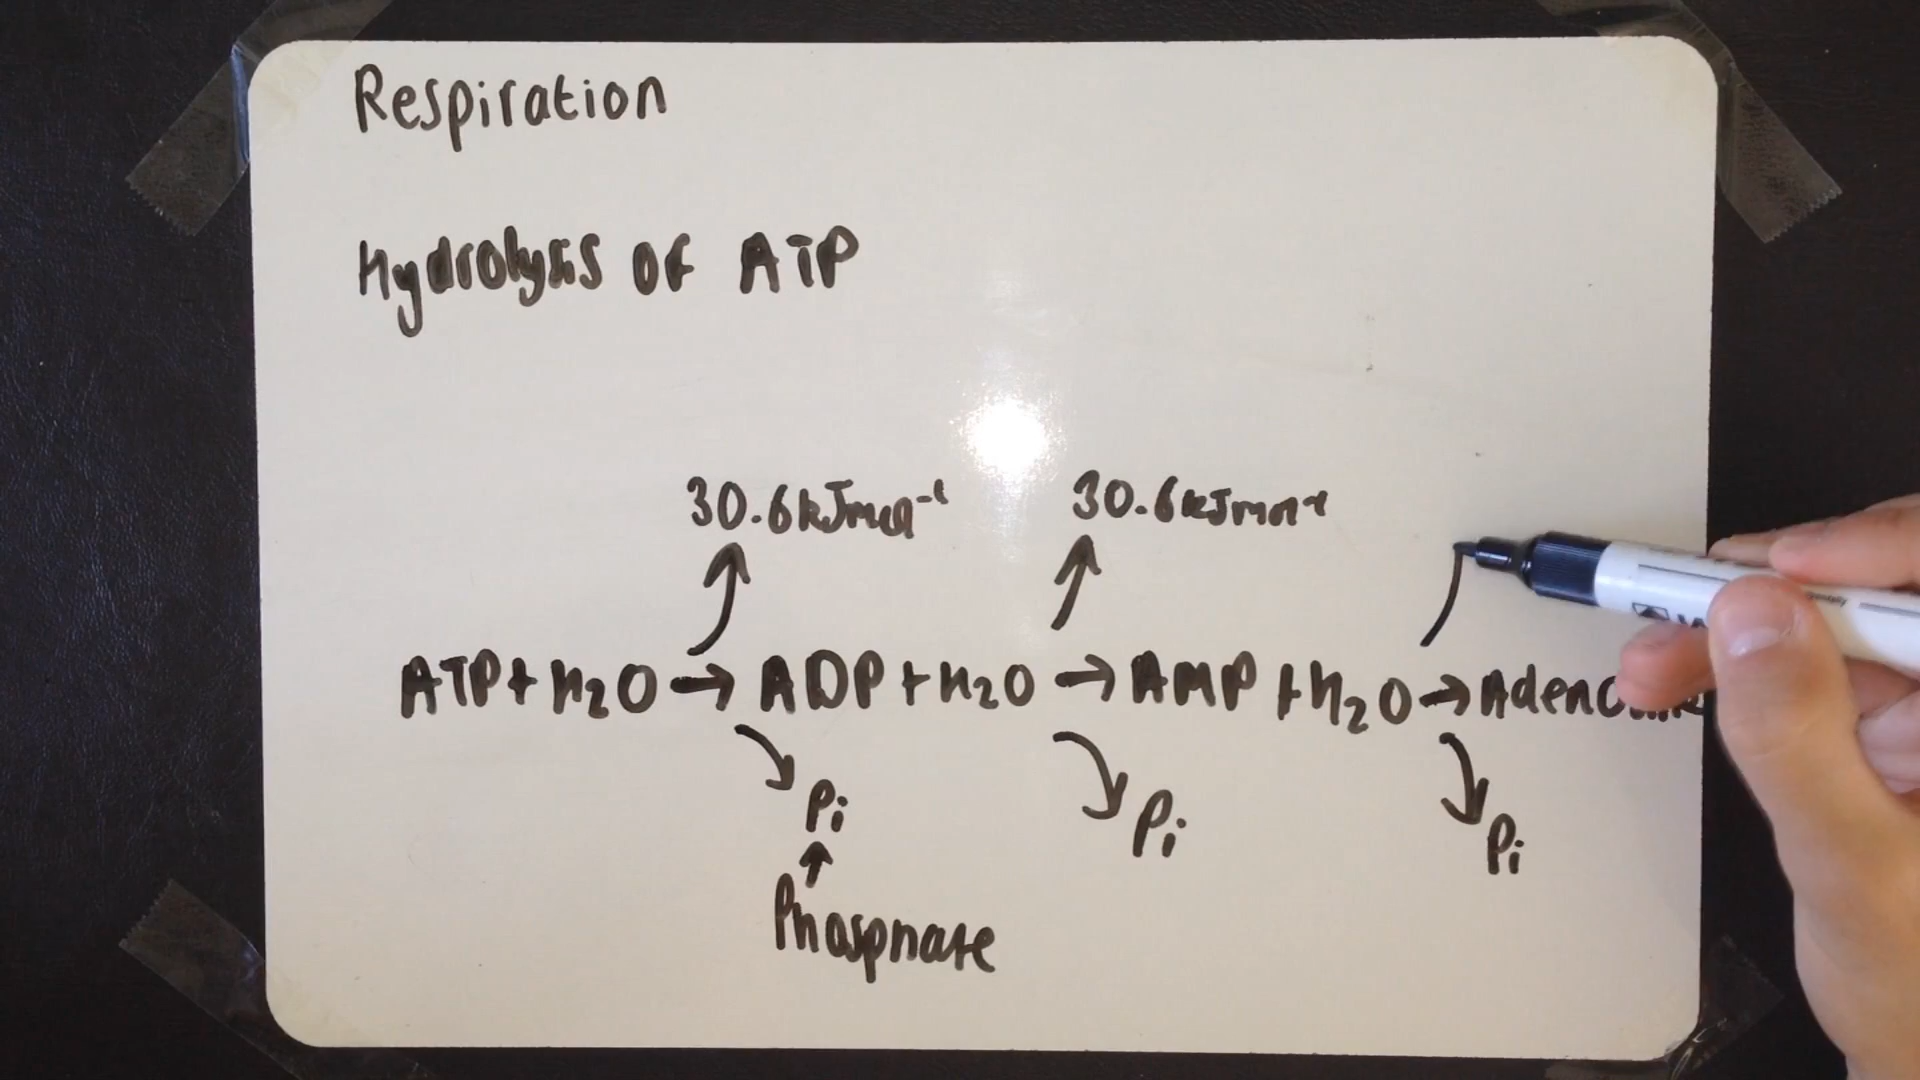 Respiration
Hydrolysis of ATP
30.6kJmol⁻¹ 30.6kJmol⁻¹
ATP+H2O → ADP+H2O → AMP+H2O → Adenosine
Pi Pi Pi
↑
Phosphate